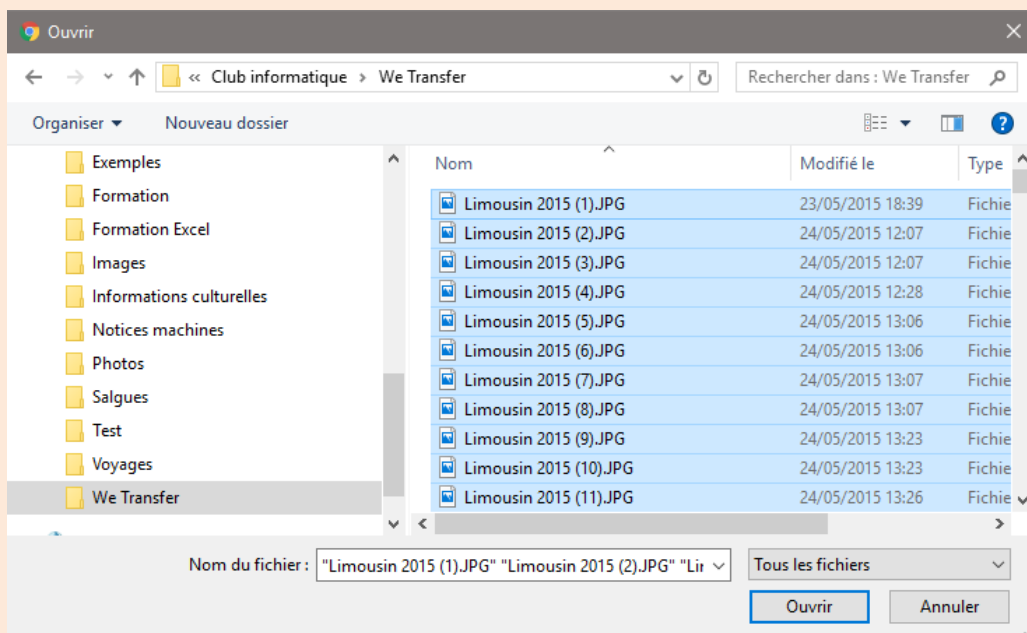 Ouvrir
« Club informatique > We Transfer
Rechercher dans : We Transfer
Organiser
Nouveau dossier
?
Exemples
Formation
Formation Excel
Images
Informations culturelles
Notices machines
Photos
Salgues
Test
Voyages
We Transfer
Nom Modifié le Type
Limousin 2015 (1).JPG 23/05/2015 18:39 Fichie
Limousin 2015 (2).JPG 24/05/2015 12:07 Fichie
Limousin 2015 (3).JPG 24/05/2015 12:07 Fichie
Limousin 2015 (4).JPG 24/05/2015 12:28 Fichie
Limousin 2015 (5).JPG 24/05/2015 13:06 Fichie
Limousin 2015 (6).JPG 24/05/2015 13:06 Fichie
Limousin 2015 (7).JPG 24/05/2015 13:07 Fichie
Limousin 2015 (8).JPG 24/05/2015 13:07 Fichie
Limousin 2015 (9).JPG 24/05/2015 13:23 Fichie
Limousin 2015 (10).JPG 24/05/2015 13:23 Fichie
Limousin 2015 (11).JPG 24/05/2015 13:26 Fichie
Nom du fichier : "Limousin 2015 (1).JPG" "Limousin 2015 (2).JPG" "Lir
Tous les fichiers
Ouvrir
Annuler